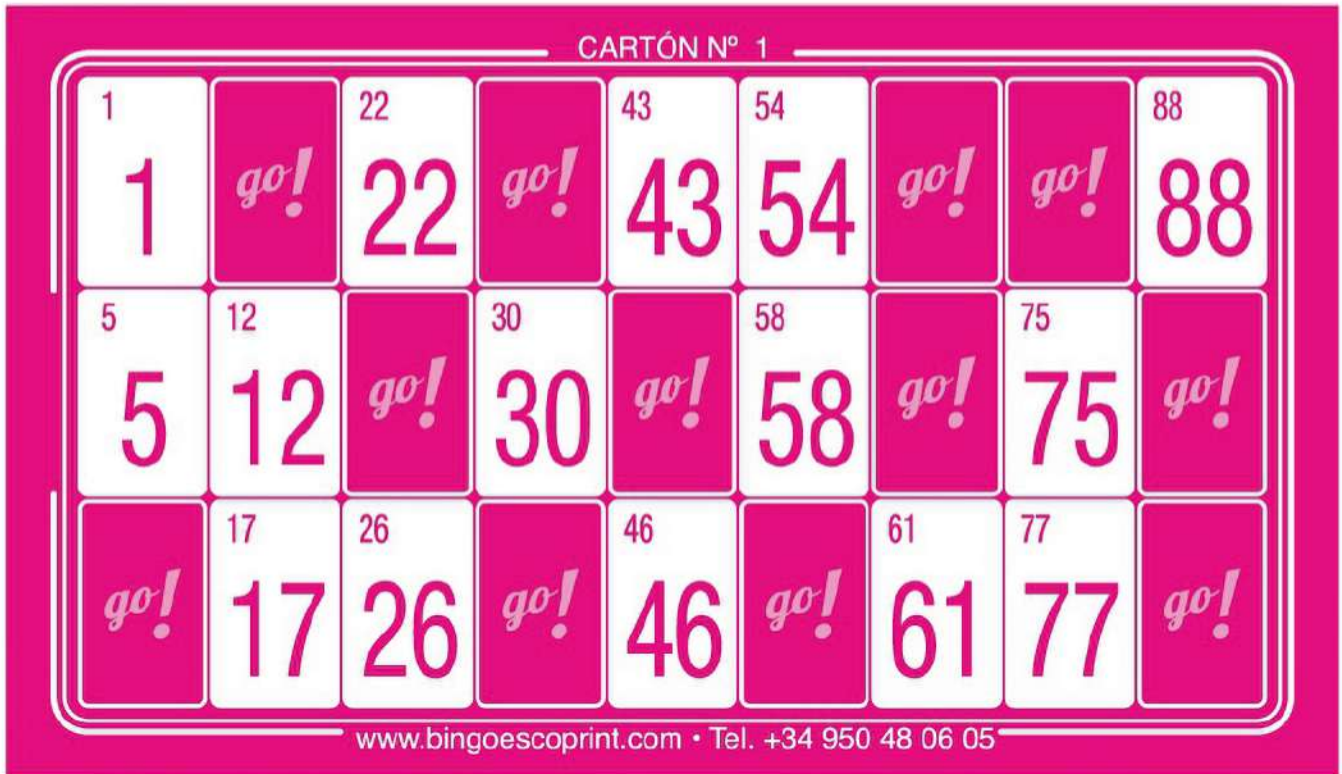 CARTÓN Nº 1
1 22 43 54 88
1 go! 22 go! 43 54 go! go! 88
5 12 30 58 75
5 12 go! 30 go! 58 go! 75 go!
17 26 46 61 77
go! 17 26 go! 46 go! 61 77 go!
www.bingoescoprint.com • Tel. +34 950 48 06 05